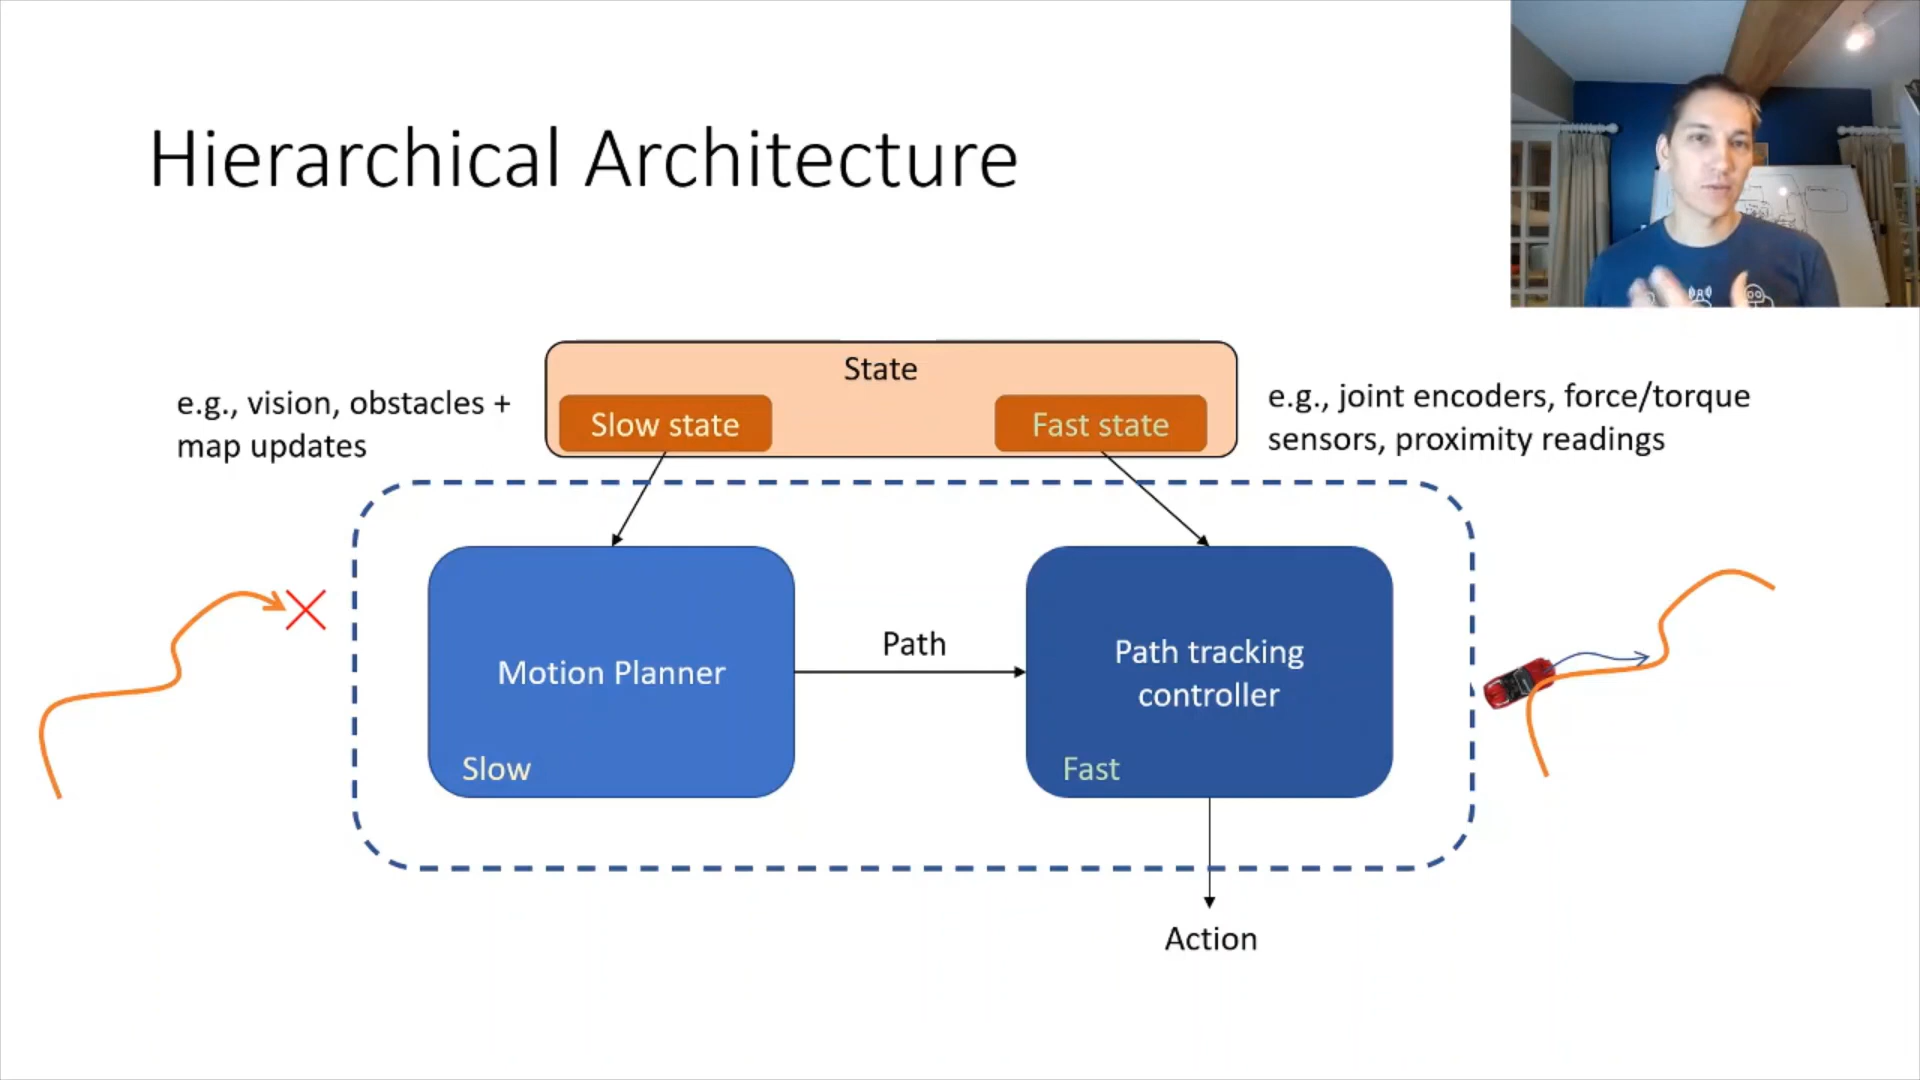 Hierarchical Architecture
State
e.g., vision, obstacles +
map updates
Slow state
Fast state
e.g., joint encoders, force/torque
sensors, proximity readings
Motion Planner
Slow
Path
Path tracking
controller
Fast
Action